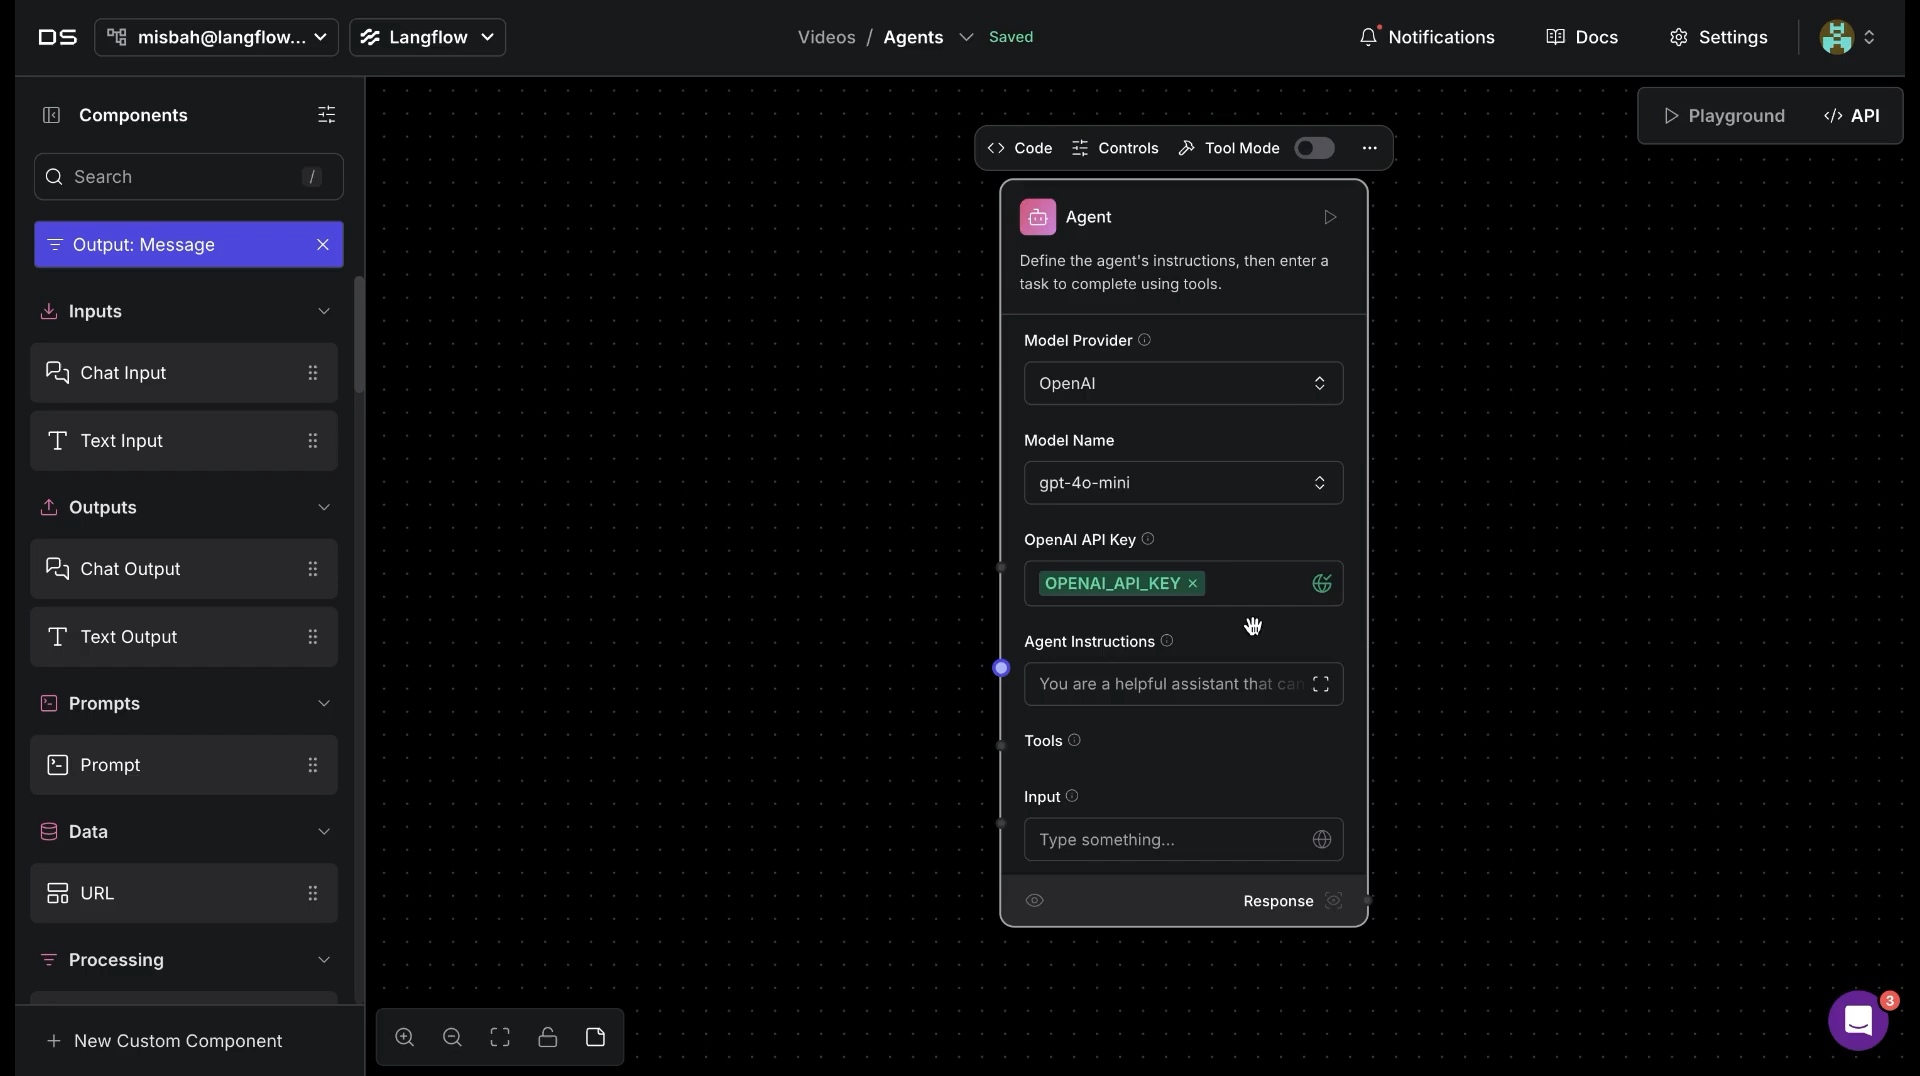 DS
misbah@langflow...
Langflow
Videos / Agents
Saved
Notifications
Docs
Settings
Components
Search
/
Output: Message
Inputs
Chat Input
Text Input
Outputs
Chat Output
Text Output
Prompts
Prompt
Data
URL
Processing
New Custom Component
Playground
API
Code
Controls
Tool Mode
Agent
Define the agent's instructions, then enter a
task to complete using tools.
Model Provider
OpenAI
Model Name
gpt-4o-mini
OpenAI API Key
OPENAI_API_KEY
Agent Instructions
You are a helpful assistant that can
Tools
Input
Type something...
Response
3